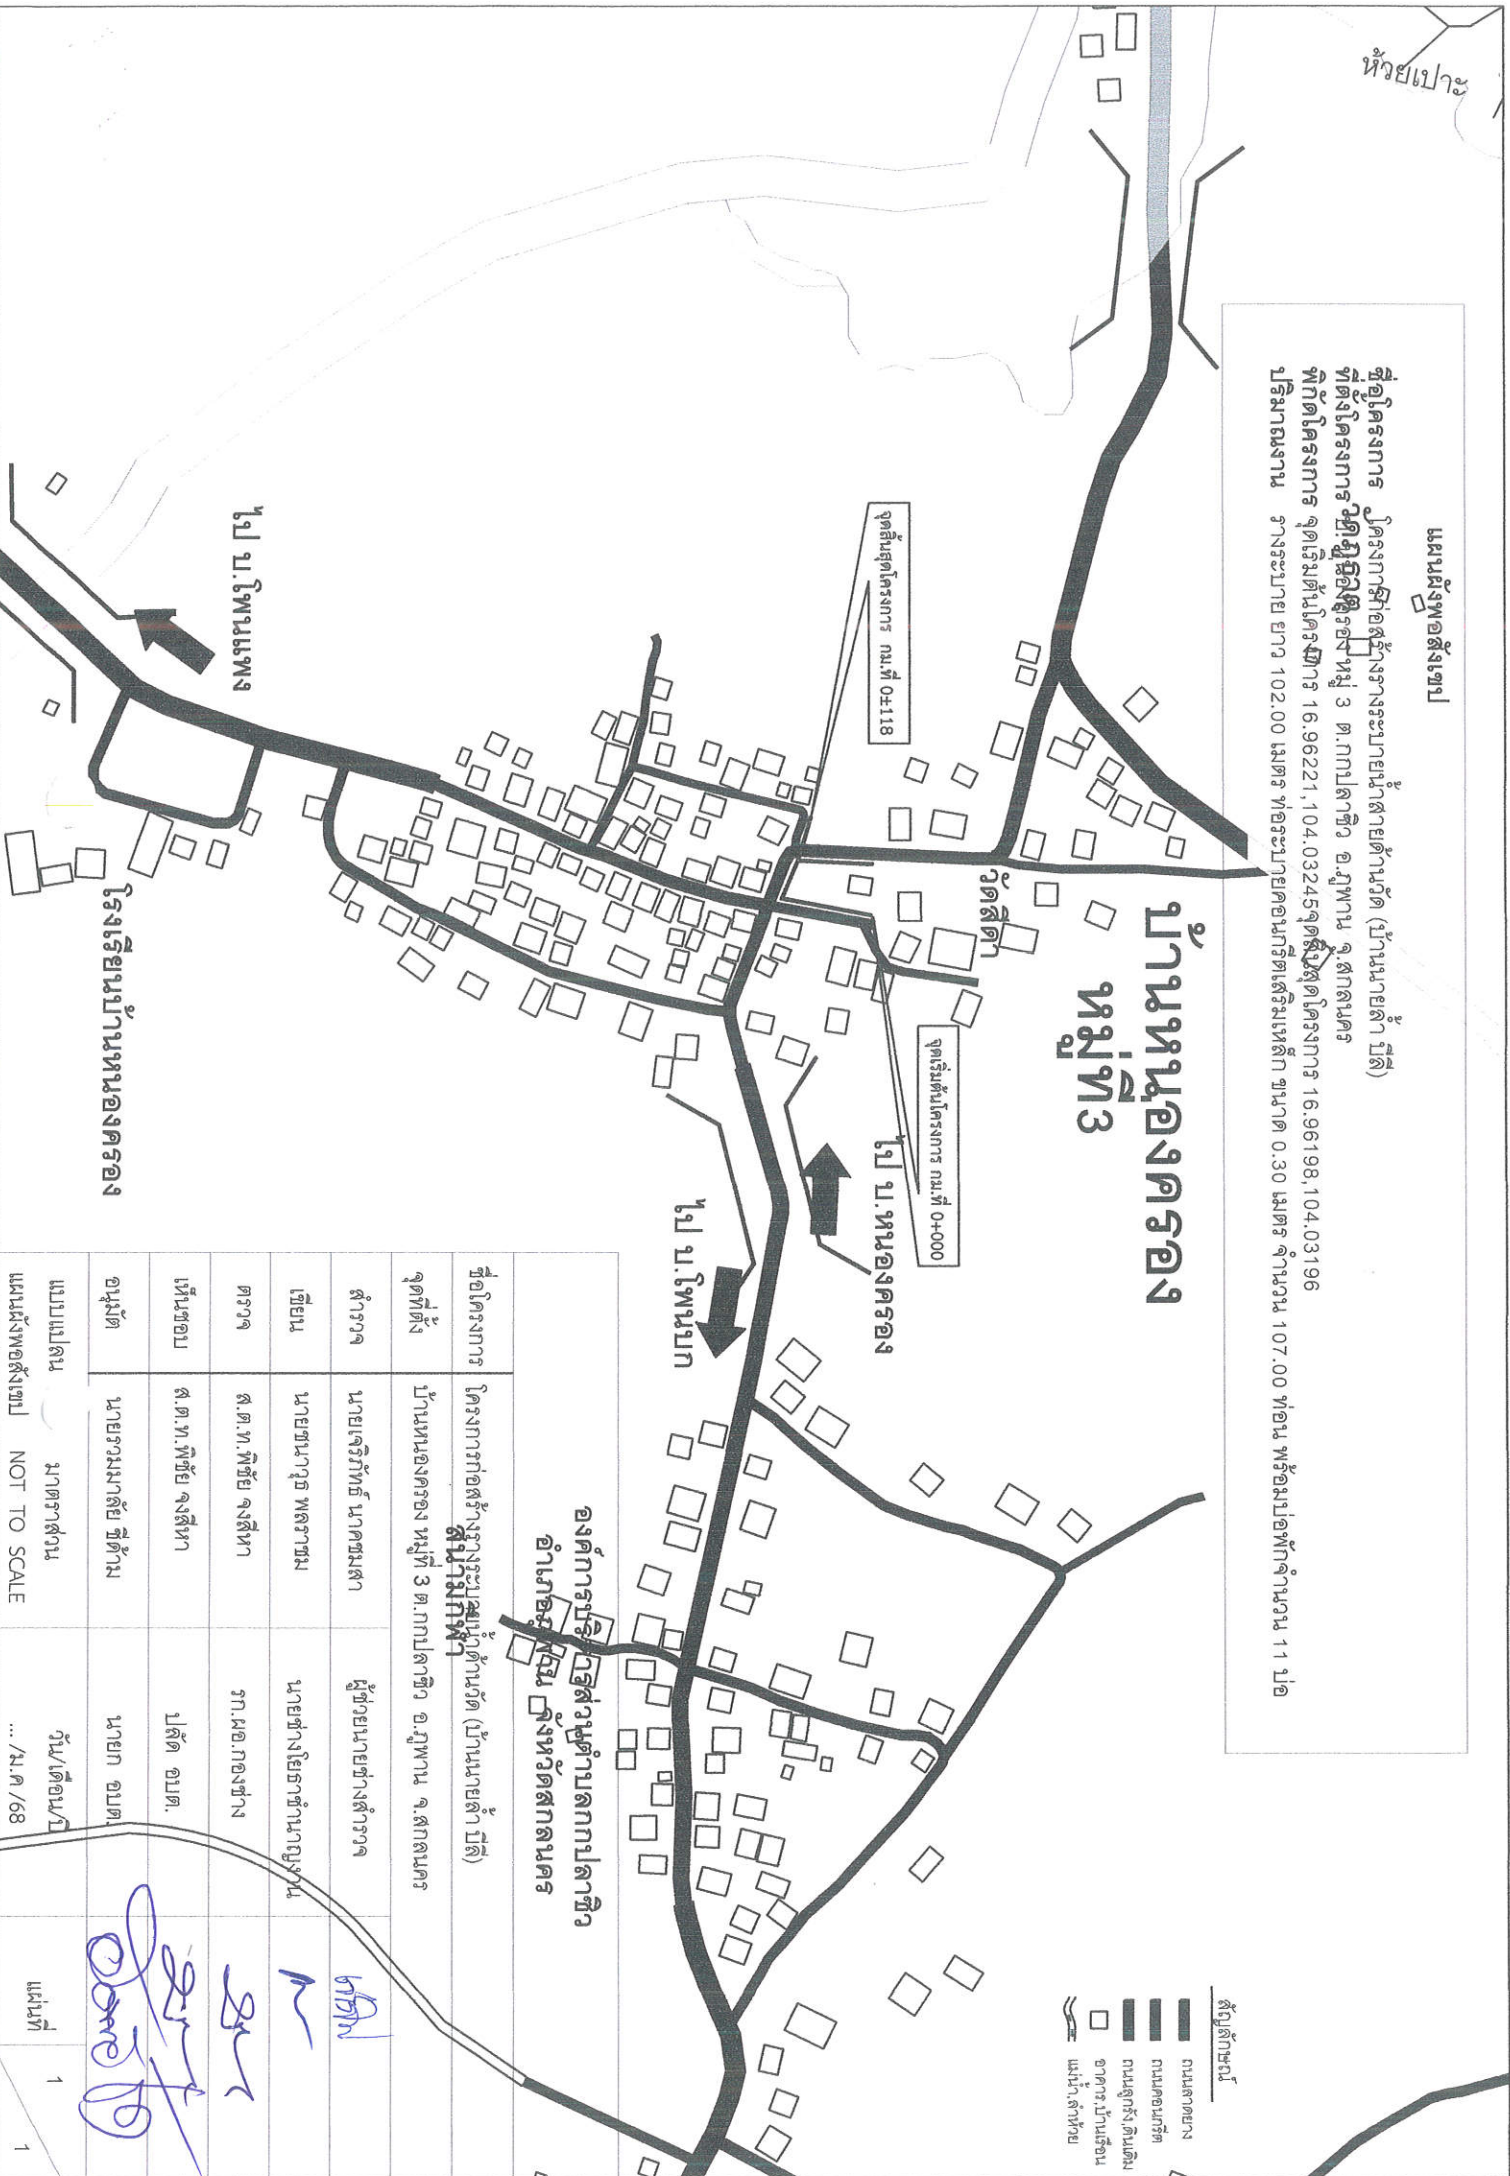 แผนผังพอสังเขป
ชื่อโครงการ โครงการก่อสร้างรางระบายน้ำสายด้านวัด (บ้านนายล้ำ ปีลี)
ที่ตั้งโครงการ บ.หนองครอง หมู่ 3 ต.กกปลาซิว อ.ภูพาน จ.สกลนคร
พิกัดโครงการ จุดเริ่มต้นโครงการ 16.96221,104.03245จุดสิ้นสุดโครงการ 16.96198,104.03196
ปริมาณงาน รางระบาย ยาว 102.00 เมตร ท่อระบายคอนกรีตเสริมเหล็ก ขนาด 0.30 เมตร จำนวน 107.00 ท่อน พร้อมบ่อพักจำนวน 11 บ่อ
ห้วยเปาะ
บ้านหนองครอง
หมู่ที่3
วัดสีดา
จุดสิ้นสุดโครงการ กม.ที่ 0±118
จุดเริ่มต้นโครงการ กม.ที่ 0+000
ไป บ.หนองครอง
ไป บ.โพนบก
ไป บ.โพนแพง
โรงเรียนบ้านหนองครอง
สนามกีฬา
สัญลักษณ์
ถนนลาดยาง
ถนนคอนกรีต
ถนนลูกรัง,ดินเดิม
อาคาร,บ้านเรือน
แม่น้ำ,ลำห้วย
องค์การบริหารส่วนตำบลกกปลาซิว
อำเภอภูพาน จังหวัดสกลนคร
ชื่อโครงการ โครงการก่อสร้างรางระบายน้ำด้านวัด (บ้านนายล้ำ ปีลี)
จุดที่ตั้ง บ้านหนองครอง หมู่ที่ 3 ต.กกปลาซิว อ.ภูพาน จ.สกลนคร
สำรวจ นายเจริภัทธ์ นาคชมสา ผู้ช่วยนายช่างสำรวจ
เขียน นายชนาวุธ พลราชม นายช่างโยธาชำนาญงาน
ตรวจ ส.ต.ท.พิชัย จงสีหา รก.ผอ.กองช่าง
เห็นชอบ ส.ต.ท.พิชัย จงสีหา ปลัด อบต.
อนุมัติ นายรวมมาลัย ชีด้าม นายก อบต.
แบบแปลน มาตราส่วน วัน/เดือน/ปี แผ่นที่ 1
แผนผังพอสังเขป NOT TO SCALE .... /ม.ค /68 1